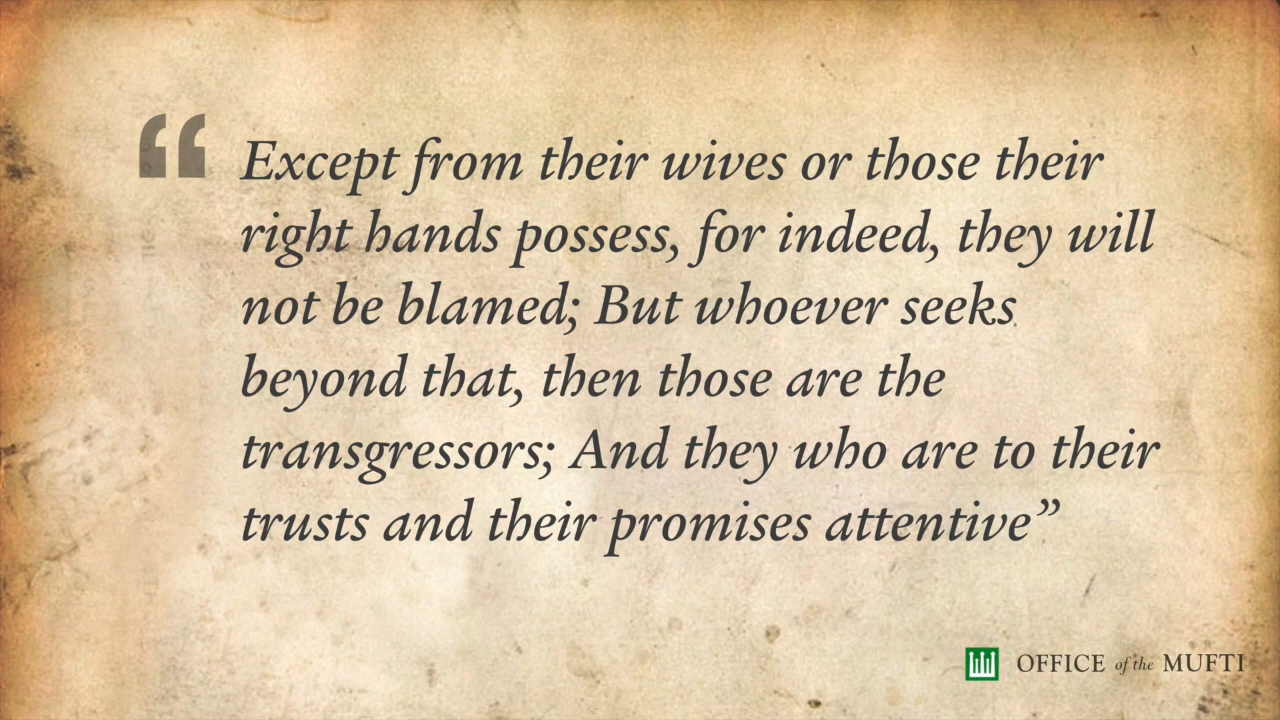 “Except from their wives or those their
right hands possess, for indeed, they will
not be blamed; But whoever seeks
beyond that, then those are the
transgressors; And they who are to their
trusts and their promises attentive”
OFFICE of the MUFTI